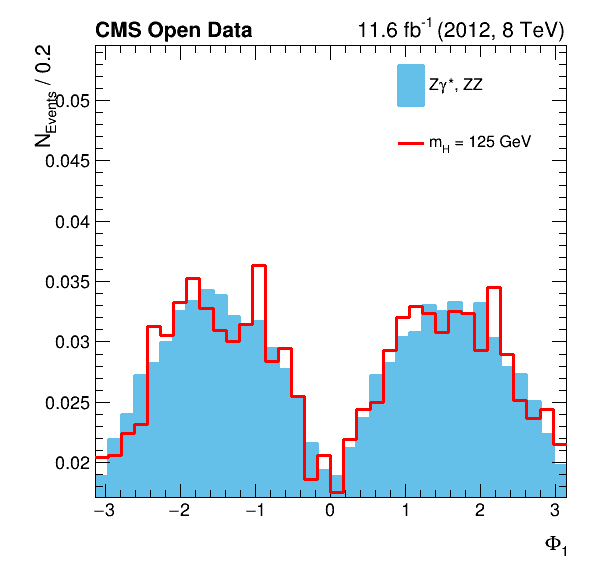 CMS Open Data 11.6 fb⁻¹ (2012, 8 TeV)
N_Events / 0.2
Zγ*, ZZ
m_H = 125 GeV
0.05
0.045
0.04
0.035
0.03
0.025
0.02
−3 −2 −1 0 1 2 3
Φ₁